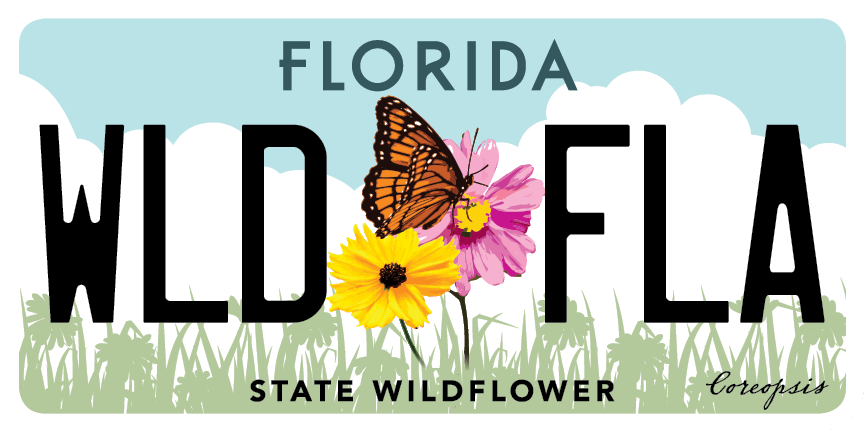 FLORIDA
WLD FLA
STATE WILDFLOWER
Coreopsis